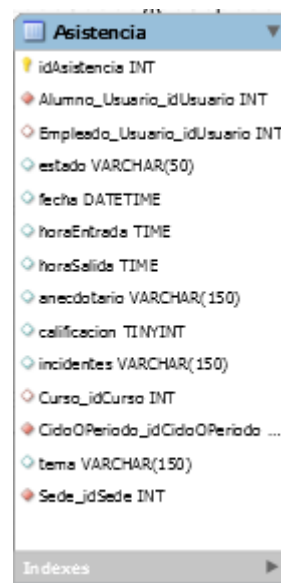 Asistencia
idAsistencia INT
Alumno_Usuario_idUsuario INT
Empleado_Usuario_idUsuario INT
estado VARCHAR(50)
fecha DATETIME
horaEntrada TIME
horaSalida TIME
anecdotario VARCHAR(150)
calificacion TINYINT
incidentes VARCHAR(150)
Curso_idCurso INT
CicloOPeriodo_idCicloOPeriodo ...
tema VARCHAR(150)
Sede_idSede INT
Indexes